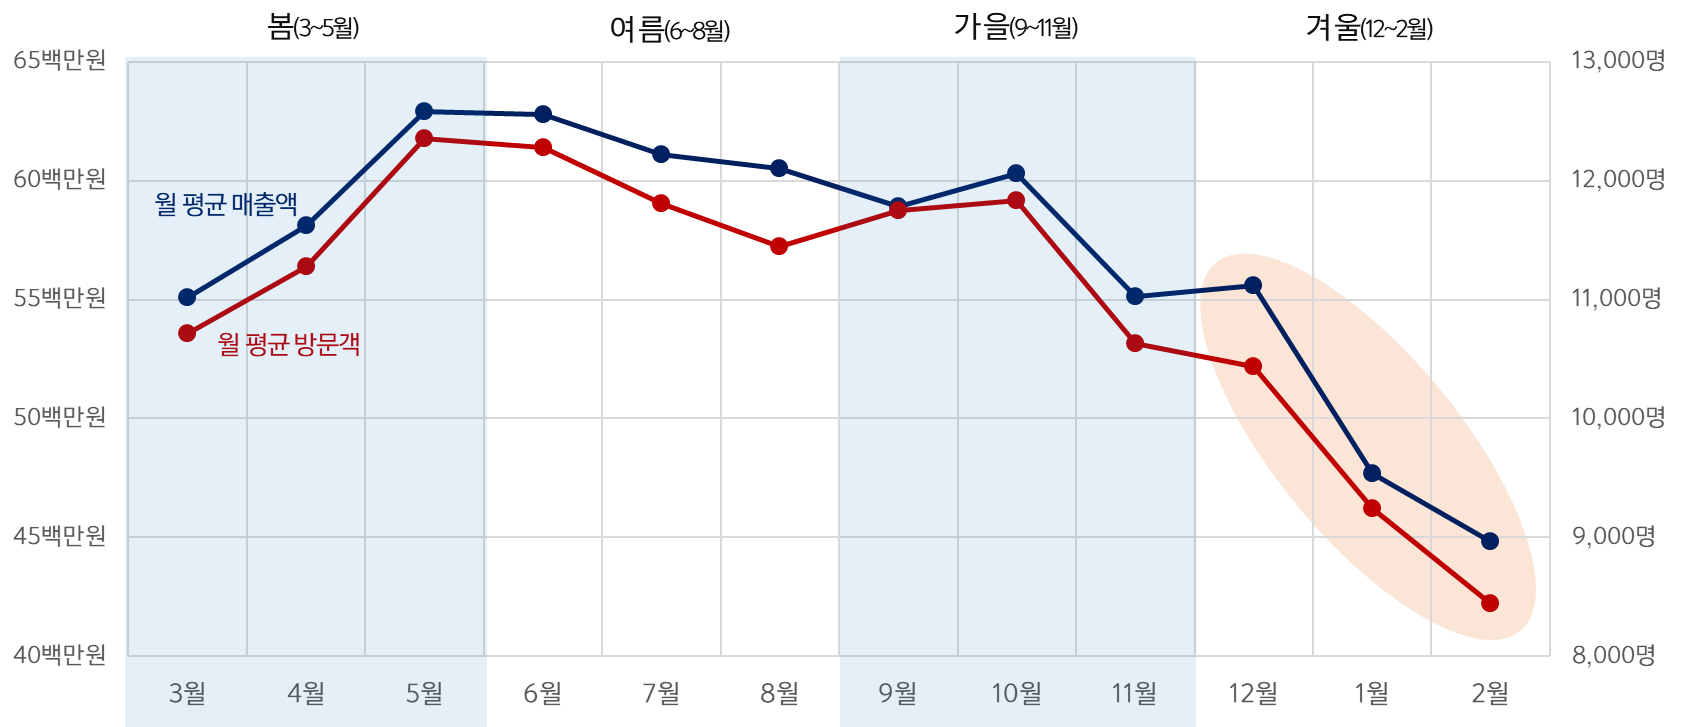 봄(3~5월) 여름(6~8월) 가을(9~11월) 겨울(12~2월)
65백만원 13,000명
60백만원 12,000명
월 평균 매출액
55백만원 11,000명
월 평균 방문객
50백만원 10,000명
45백만원 9,000명
40백만원 8,000명
3월 4월 5월 6월 7월 8월 9월 10월 11월 12월 1월 2월